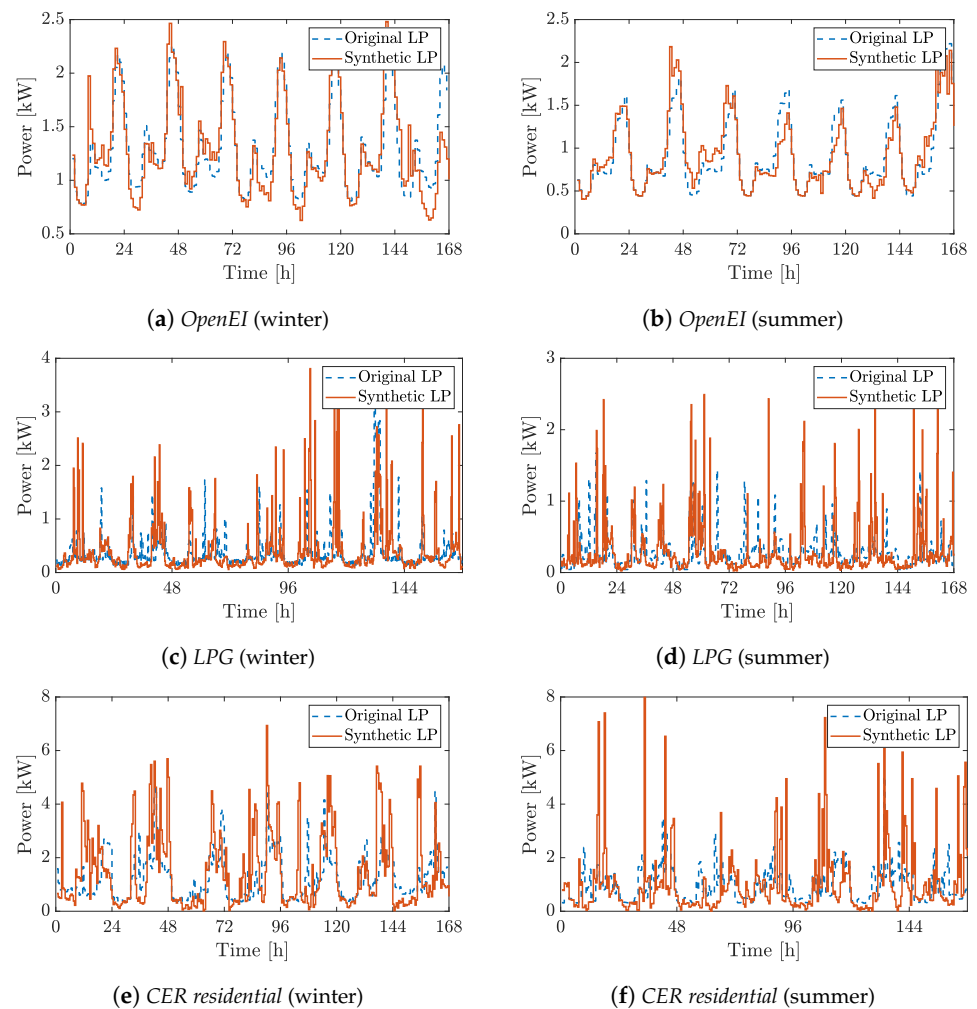 2.5
2
1.5
1
0.5
Power [kW]
Original LP
Synthetic LP
0 24 48 72 96 120 144 168
Time [h]
(a) OpenEI (winter)
2.5
2
1.5
1
0.5
0
Power [kW]
Original LP
Synthetic LP
0 24 48 72 96 120 144 168
Time [h]
(b) OpenEI (summer)
4
3
2
1
0
Power [kW]
Original LP
Synthetic LP
0 48 96 144
Time [h]
(c) LPG (winter)
3
2
1
0
Power [kW]
Original LP
Synthetic LP
0 24 48 72 96 120 144 168
Time [h]
(d) LPG (summer)
8
6
4
2
0
Power [kW]
Original LP
Synthetic LP
0 24 48 72 96 120 144 168
Time [h]
(e) CER residential (winter)
8
6
4
2
0
Power [kW]
Original LP
Synthetic LP
0 48 96 144
Time [h]
(f) CER residential (summer)